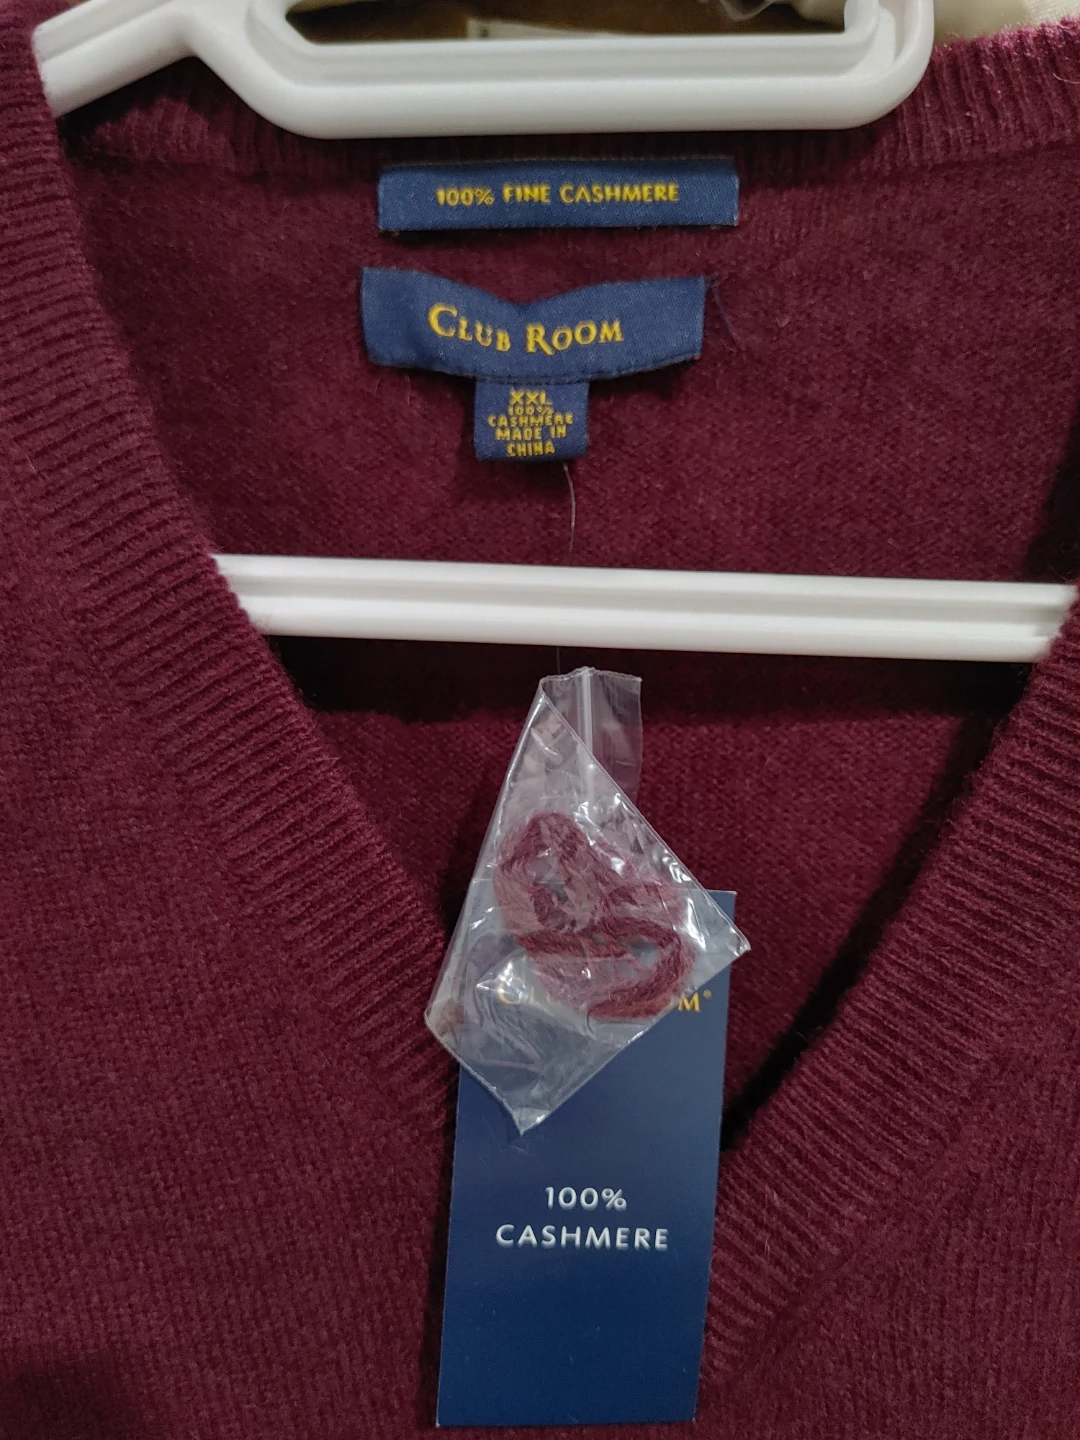 100% FINE CASHMERE
CLUB ROOM
XXL
100%
CASHMERE
MADE IN
CHINA
100%
CASHMERE